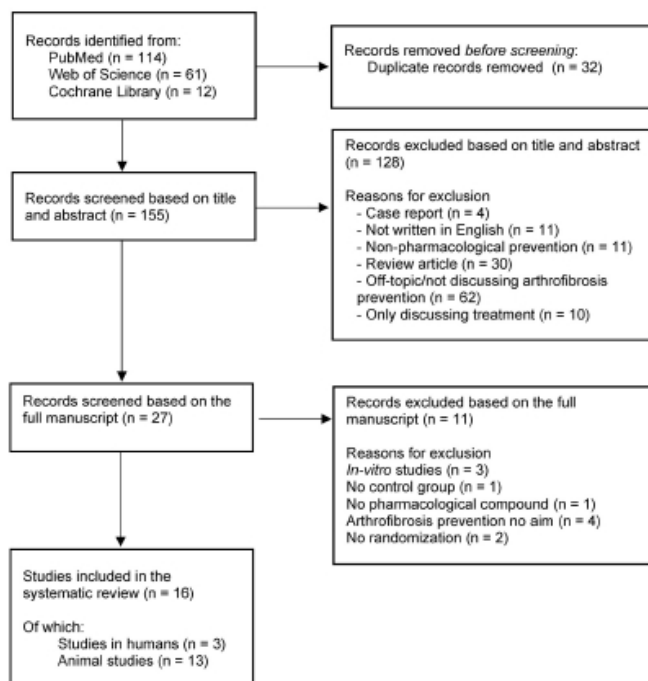 Records identified from:
PubMed (n = 114)
Web of Science (n = 61)
Cochrane Library (n = 12)
Records removed before screening:
Duplicate records removed (n = 32)
Records screened based on title
and abstract (n = 155)
Records excluded based on title and abstract
(n = 128)
Reasons for exclusion
- Case report (n = 4)
- Not written in English (n = 11)
- Non-pharmacological prevention (n = 11)
- Review article (n = 30)
- Off-topic/not discussing arthrofibrosis
prevention (n = 62)
- Only discussing treatment (n = 10)
Records screened based on the
full manuscript (n = 27)
Records excluded based on the full
manuscript (n = 11)
Reasons for exclusion
In-vitro studies (n = 3)
No control group (n = 1)
No pharmacological compound (n = 1)
Arthrofibrosis prevention no aim (n = 4)
No randomization (n = 2)
Studies included in the
systematic review (n = 16)
Of which:
Studies in humans (n = 3)
Animal studies (n = 13)